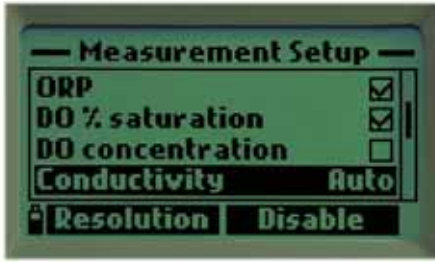 Measurement Setup
ORP
DO % saturation
DO concentration
Conductivity Auto
Resolution Disable